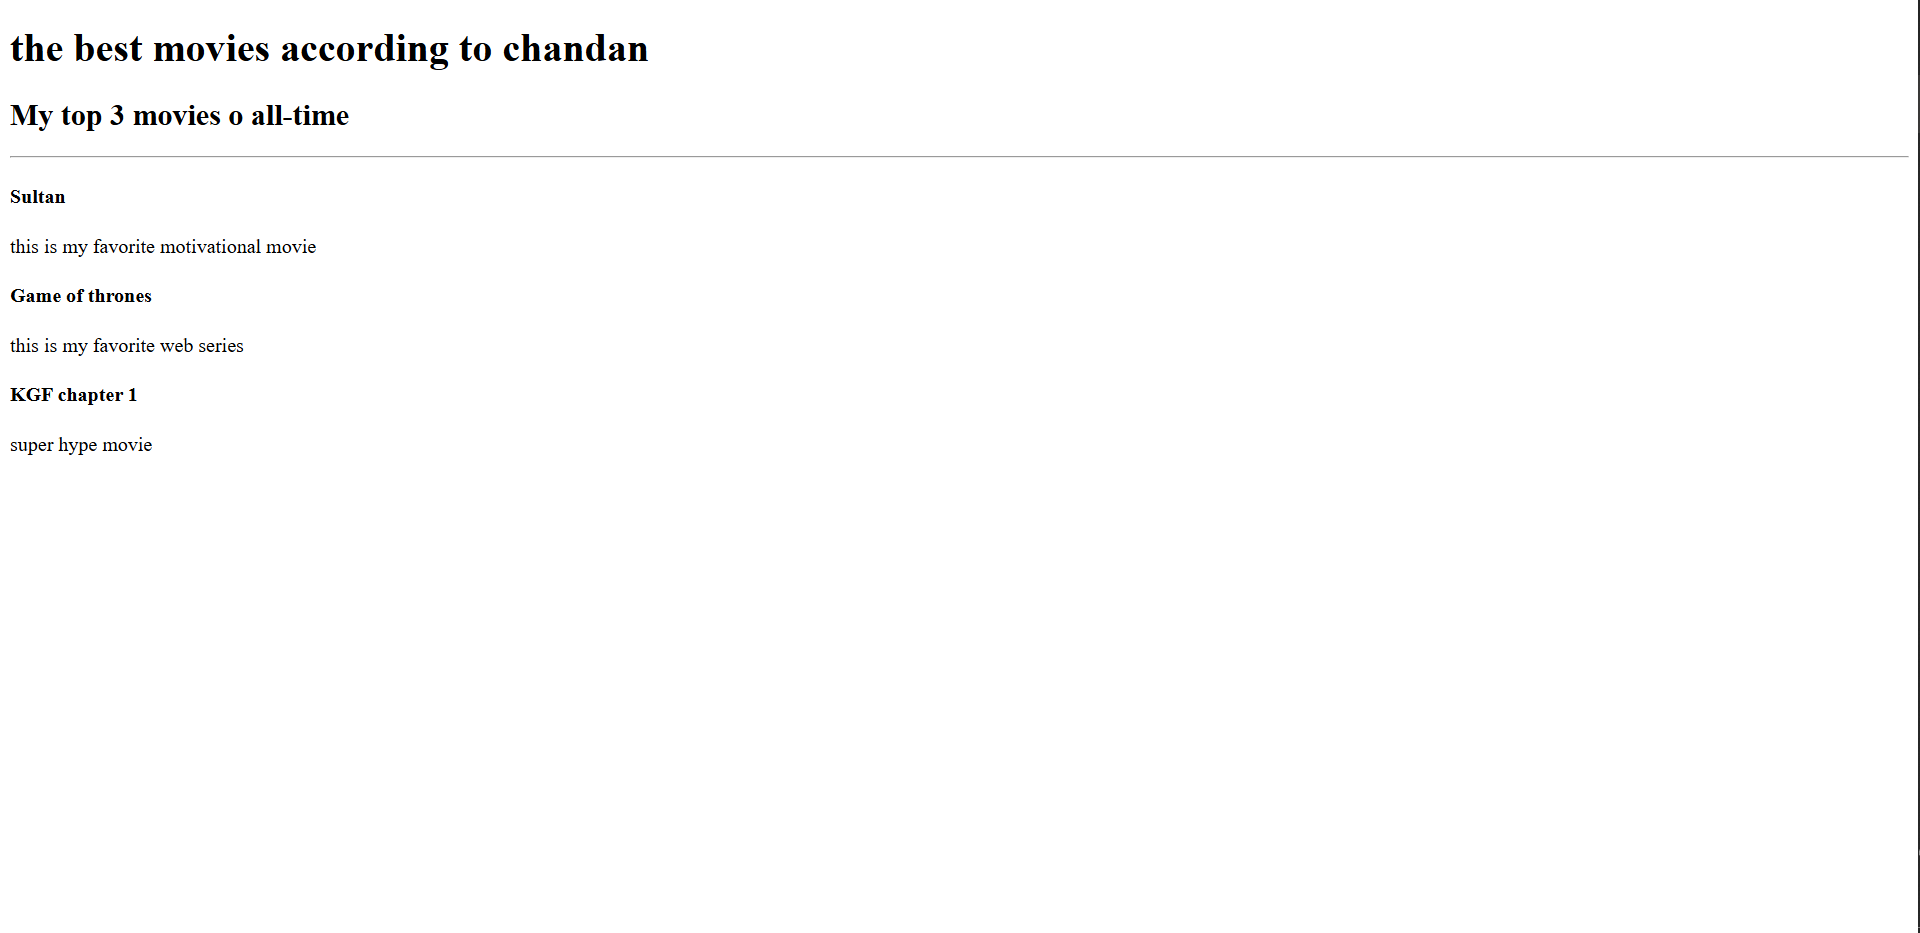 the best movies according to chandan
My top 3 movies o all-time
Sultan
this is my favorite motivational movie
Game of thrones
this is my favorite web series
KGF chapter 1
super hype movie